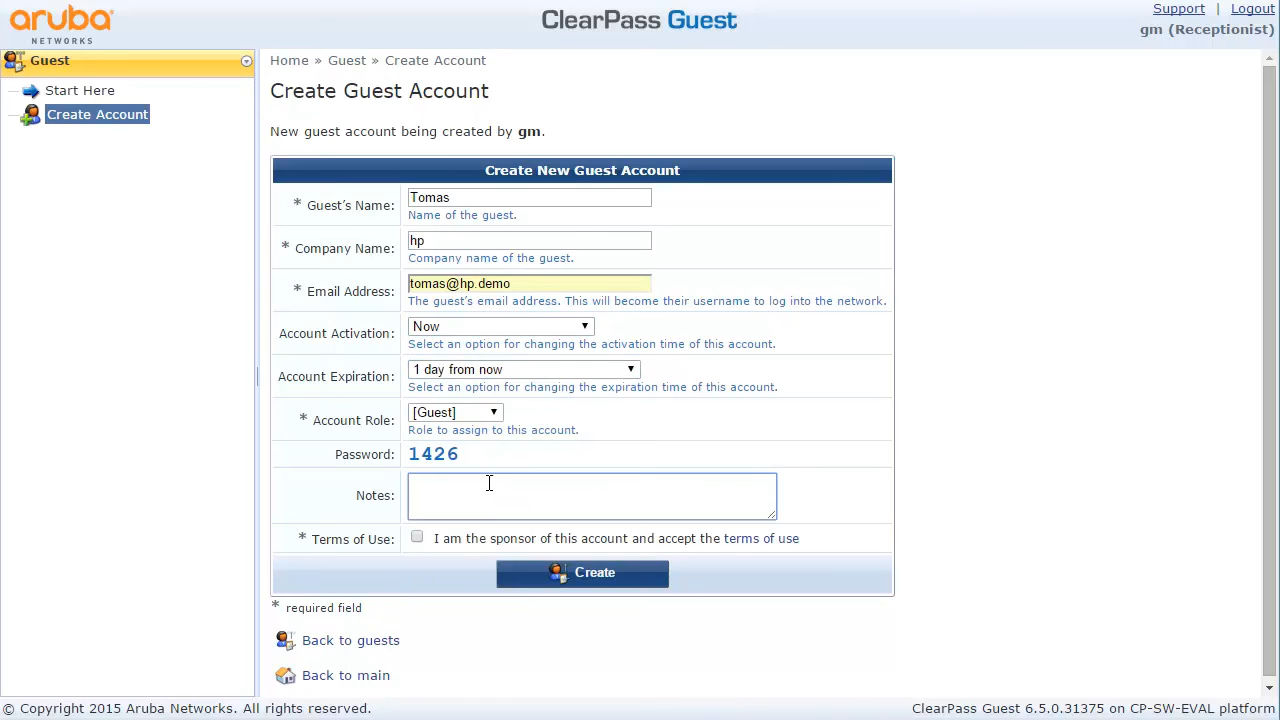 aruba
NETWORKS
ClearPass Guest
Support | Logout
gm (Receptionist)
Guest
Start Here
Create Account
Home » Guest » Create Account
Create Guest Account
New guest account being created by gm.
Create New Guest Account
* Guest's Name: Tomas
Name of the guest.
* Company Name: hp
Company name of the guest.
* Email Address: tomas@hp.demo
The guest's email address. This will become their username to log into the network.
Account Activation: Now
Select an option for changing the activation time of this account.
Account Expiration: 1 day from now
Select an option for changing the expiration time of this account.
* Account Role: [Guest]
Role to assign to this account.
Password: 1426
Notes:
* Terms of Use: I am the sponsor of this account and accept the terms of use
Create
* required field
Back to guests
Back to main
© Copyright 2015 Aruba Networks. All rights reserved.
ClearPass Guest 6.5.0.31375 on CP-SW-EVAL platform